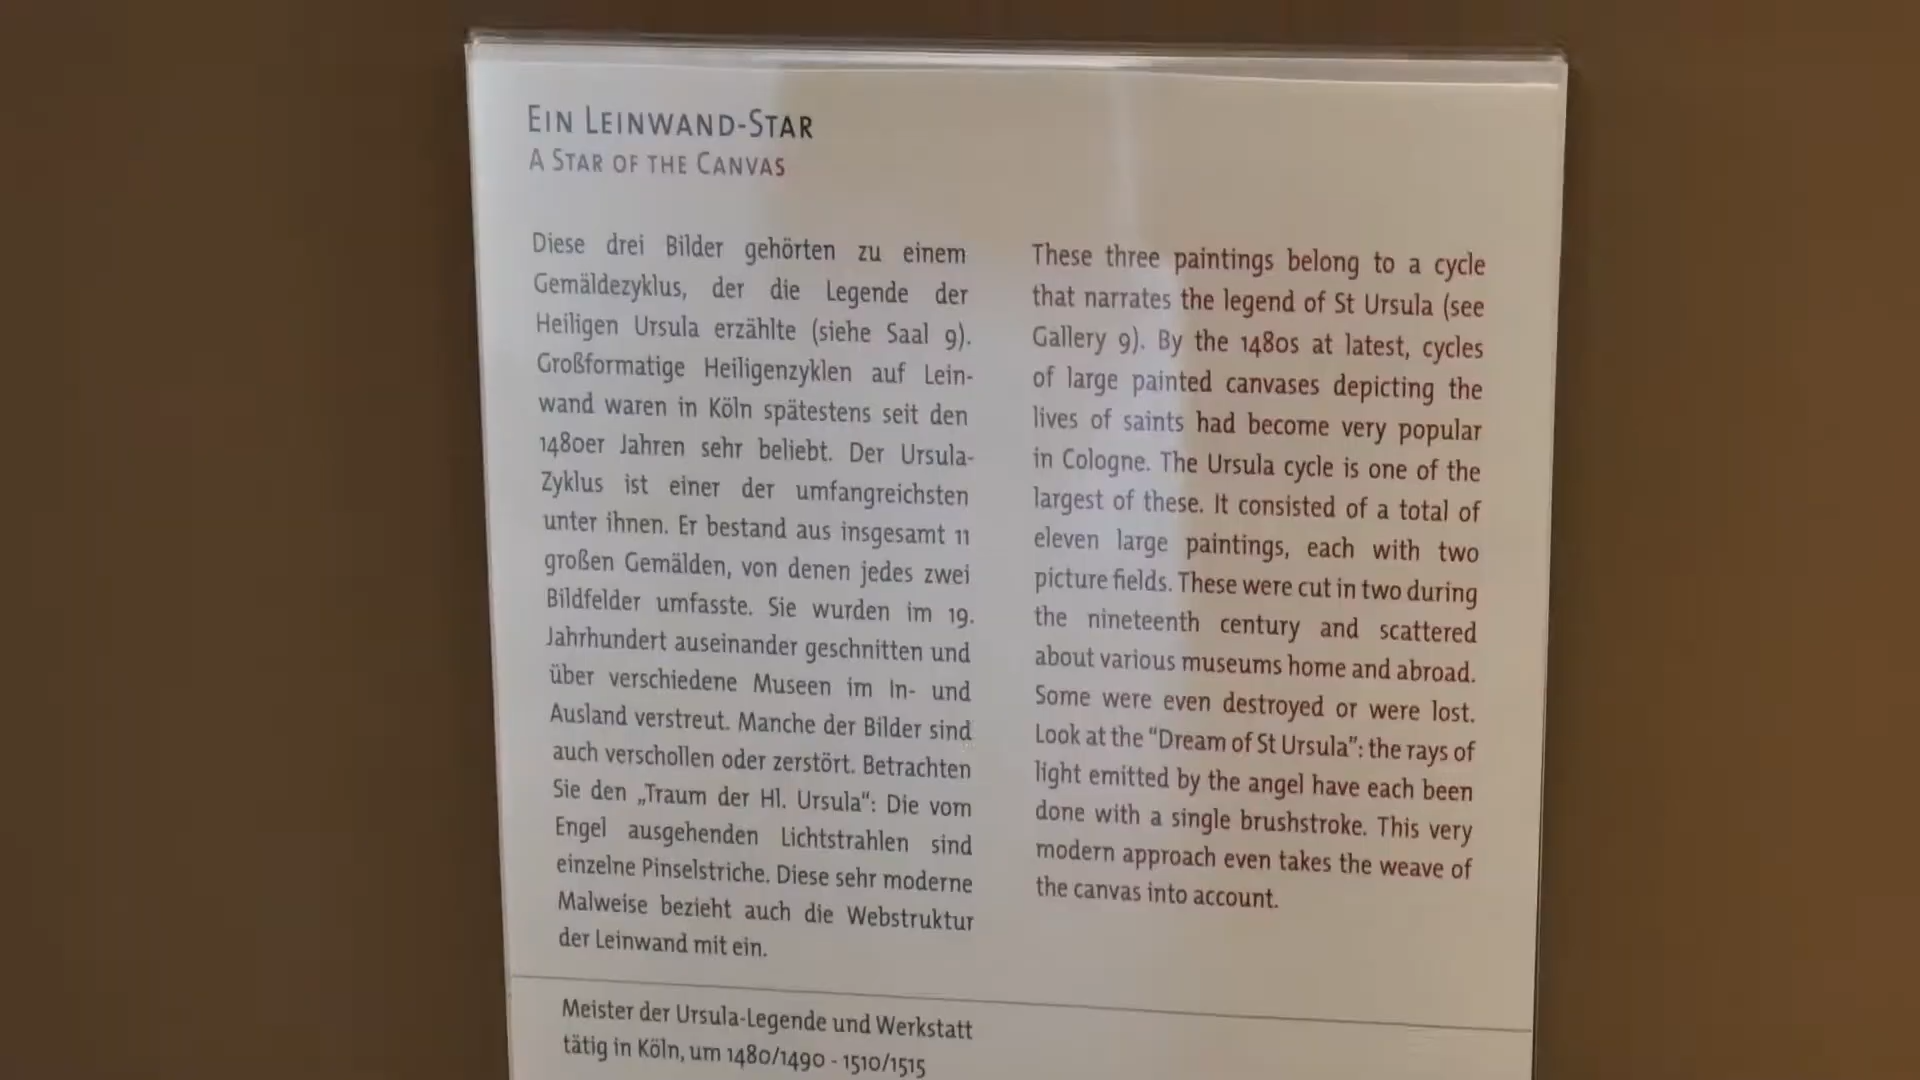 EIN LEINWAND-STAR
A STAR OF THE CANVAS
Diese drei Bilder gehörten zu einem
Gemäldezyklus, der die Legende der
Heiligen Ursula erzählte (siehe Saal 9).
Großformatige Heiligenzyklen auf Lein-
wand waren in Köln spätestens seit den
1480er Jahren sehr beliebt. Der Ursula-
Zyklus ist einer der umfangreichsten
unter ihnen. Er bestand aus insgesamt 11
großen Gemälden, von denen jedes zwei
Bildfelder umfasste. Sie wurden im 19.
Jahrhundert auseinander geschnitten und
über verschiedene Museen im In- und
Ausland verstreut. Manche der Bilder sind
auch verschollen oder zerstört. Betrachten
Sie den „Traum der Hl. Ursula“: Die vom
Engel ausgehenden Lichtstrahlen sind
einzelne Pinselstriche. Diese sehr moderne
Malweise bezieht auch die Webstruktur
der Leinwand mit ein.
These three paintings belong to a cycle
that narrates the legend of St Ursula (see
Gallery 9). By the 1480s at latest, cycles
of large painted canvases depicting the
lives of saints had become very popular
in Cologne. The Ursula cycle is one of the
largest of these. It consisted of a total of
eleven large paintings, each with two
picture fields. These were cut in two during
the nineteenth century and scattered
about various museums home and abroad.
Some were even destroyed or were lost.
Look at the “Dream of St Ursula”: the rays of
light emitted by the angel have each been
done with a single brushstroke. This very
modern approach even takes the weave of
the canvas into account.
Meister der Ursula-Legende und Werkstatt
tätig in Köln, um 1480/1490 - 1510/1515